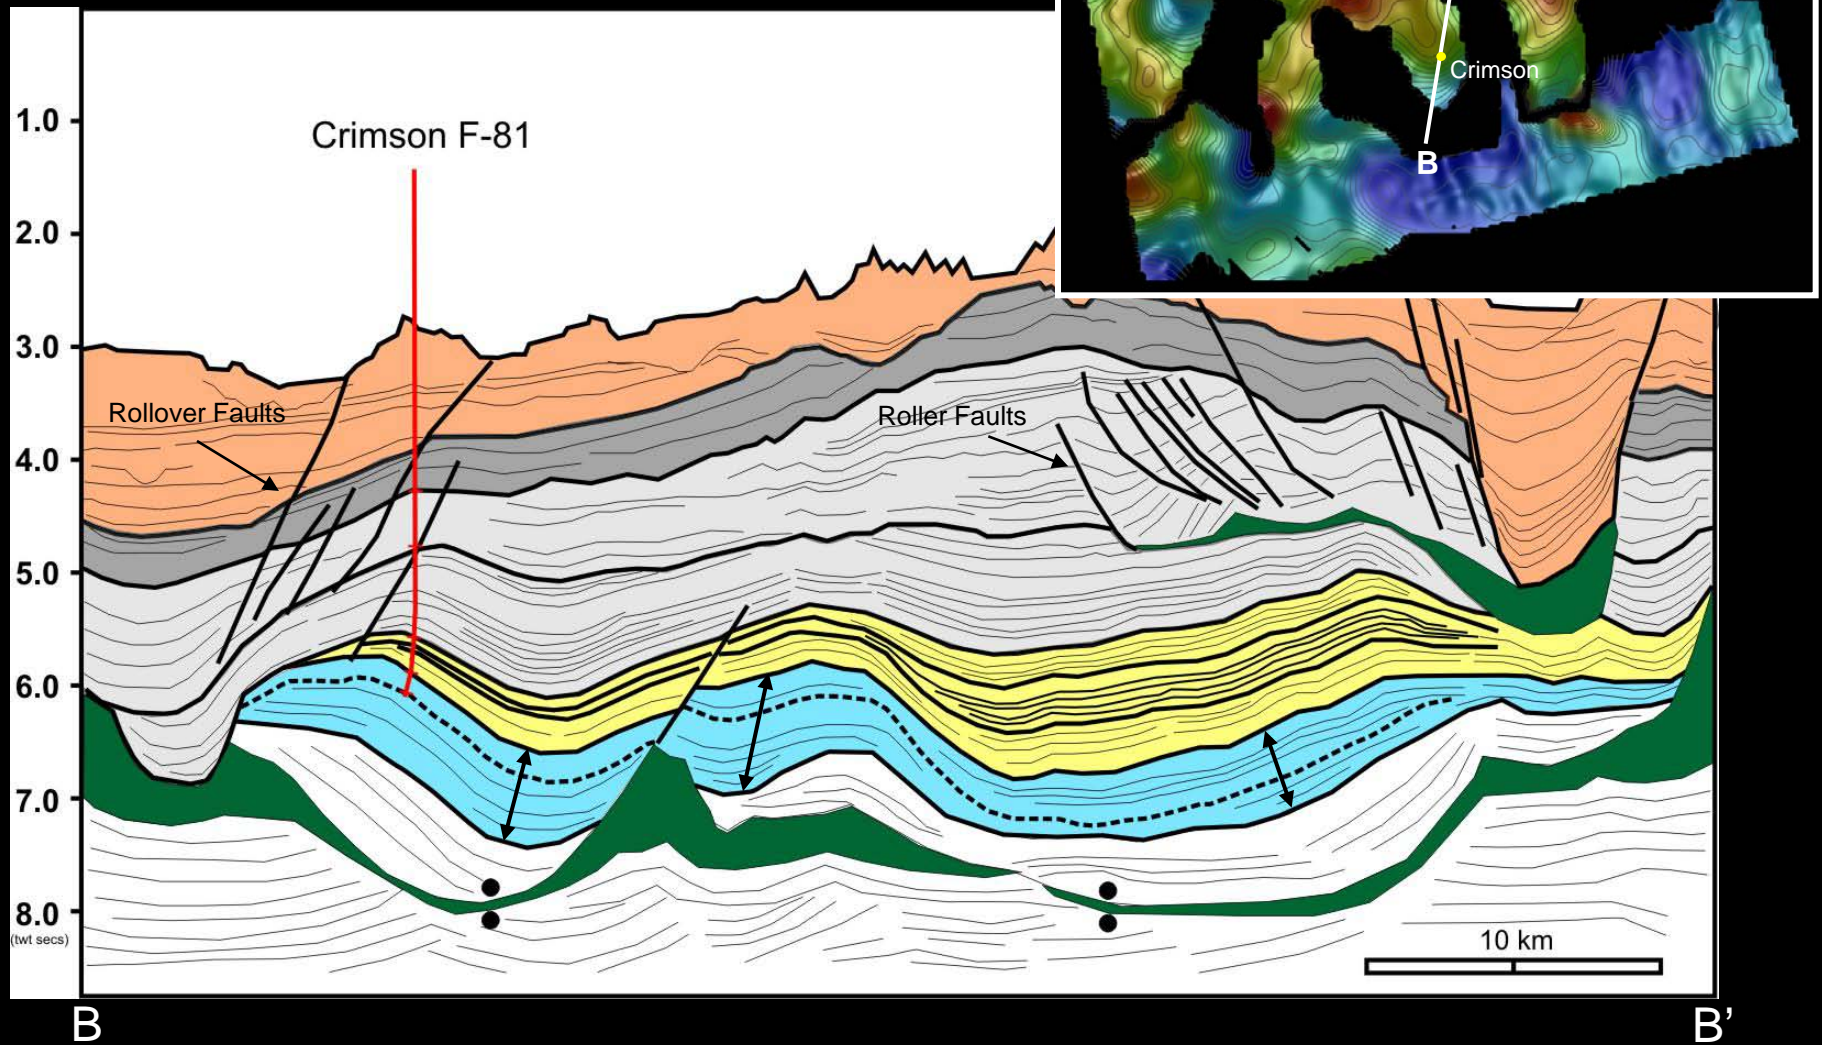 Crimson
B
1.0
Crimson F-81
2.0
3.0
Rollover Faults
Roller Faults
4.0
5.0
6.0
7.0
8.0
(twt secs)
10 km
B
B’